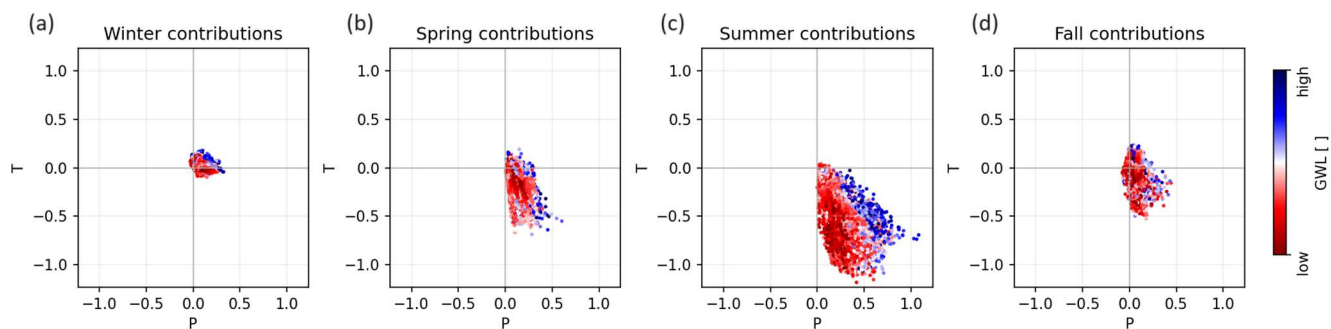 (a) Winter contributions
1.0
0.5
0.0
−0.5
−1.0
T
−1.0 −0.5 0.0 0.5 1.0
P
(b) Spring contributions
1.0
0.5
0.0
−0.5
−1.0
T
−1.0 −0.5 0.0 0.5 1.0
P
(c) Summer contributions
1.0
0.5
0.0
−0.5
−1.0
T
−1.0 −0.5 0.0 0.5 1.0
P
(d) Fall contributions
1.0
0.5
0.0
−0.5
−1.0
T
−1.0 −0.5 0.0 0.5 1.0
P
high
GWL [ ]
low